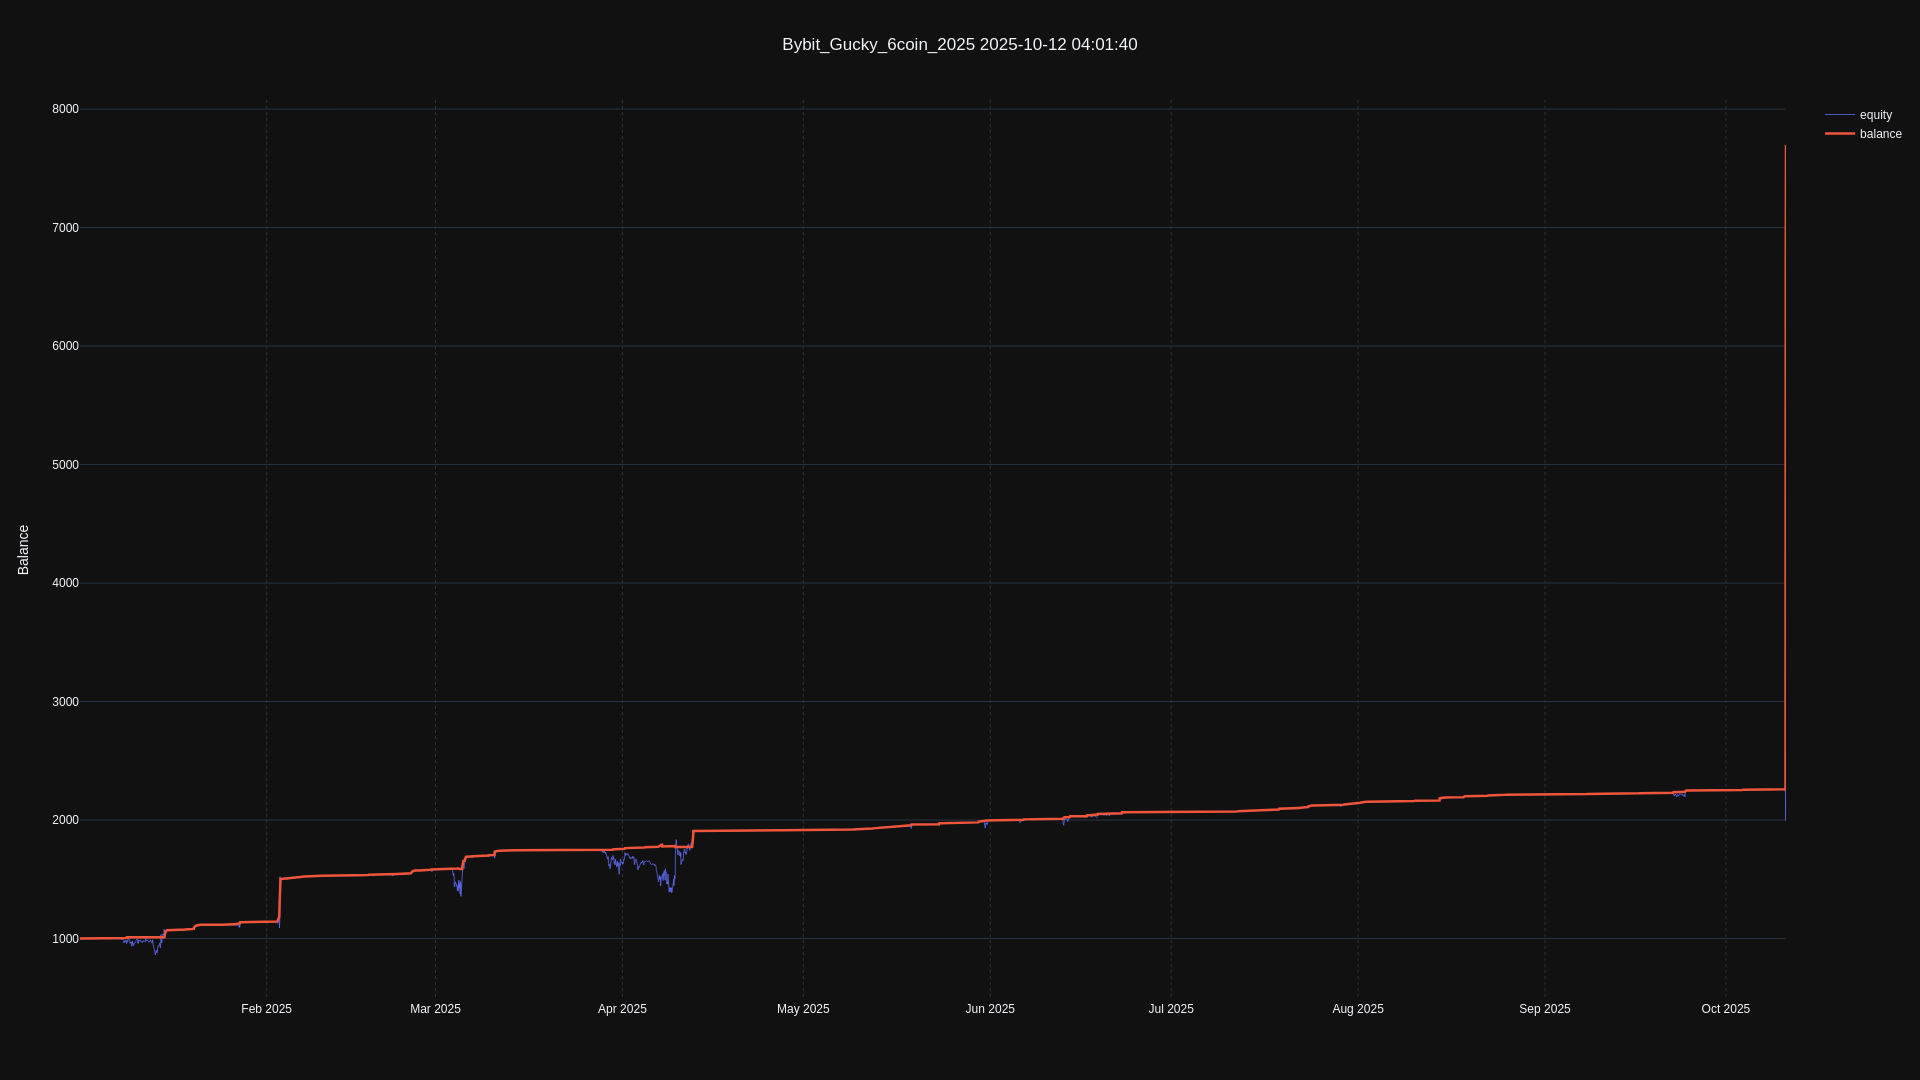 Bybit_Gucky_6coin_2025 2025-10-12 04:01:40
equity
balance
8000
7000
6000
5000
4000
3000
2000
1000
Balance
Feb 2025
Mar 2025
Apr 2025
May 2025
Jun 2025
Jul 2025
Aug 2025
Sep 2025
Oct 2025